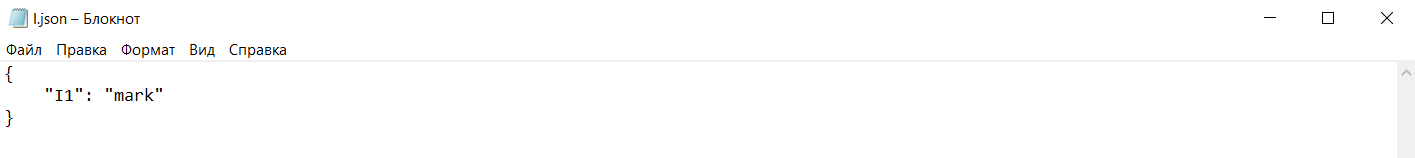 I.json – Блокнот
Файл Правка Формат Вид Справка
{
    "I1": "mark"
}